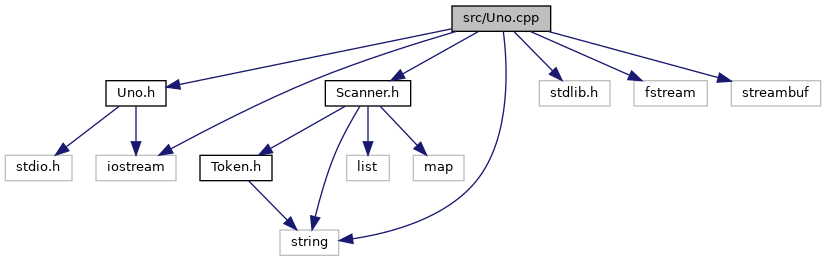 src/Uno.cpp
Uno.h
Scanner.h
stdlib.h
fstream
streambuf
stdio.h
iostream
Token.h
list
map
string